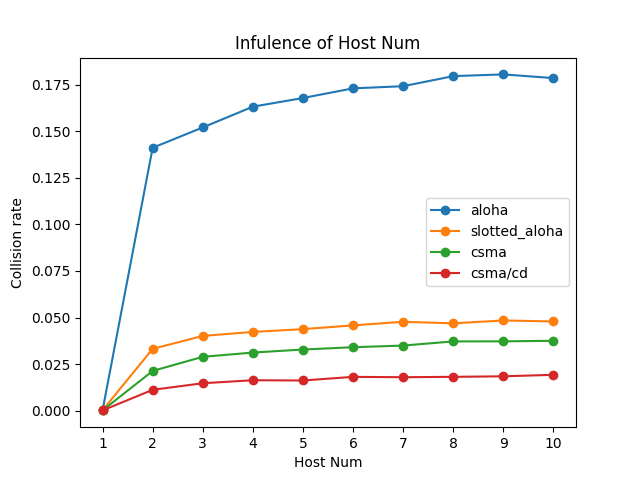 Infulence of Host Num
Collision rate
0.175
0.150
0.125
0.100
0.075
0.050
0.025
0.000
aloha
slotted_aloha
csma
csma/cd
1 2 3 4 5 6 7 8 9 10
Host Num